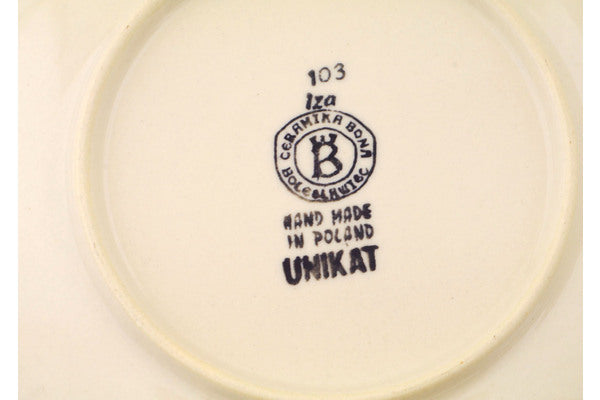 103
Iza
CERAMIKA BONA
B
BOLESŁAWIEC
HAND MADE
IN POLAND
UNIKAT